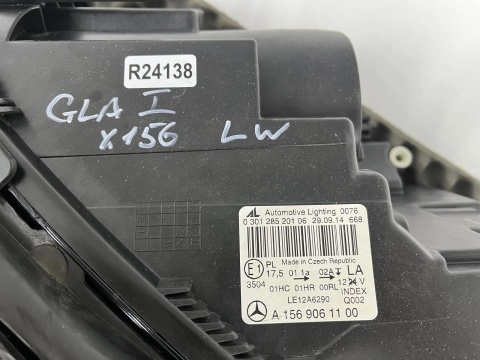 R24138
GLA I
X156 LW
AL Automotive Lighting 0076
0 301 285 201 06 29.09.14 668
Made in Czech Republic
E1 PL LA
17,5 01 1a 02A
3504 01HC 01HR 00RL 12 V
INDEX
LE12A6290 Q002
A 156 906 11 00